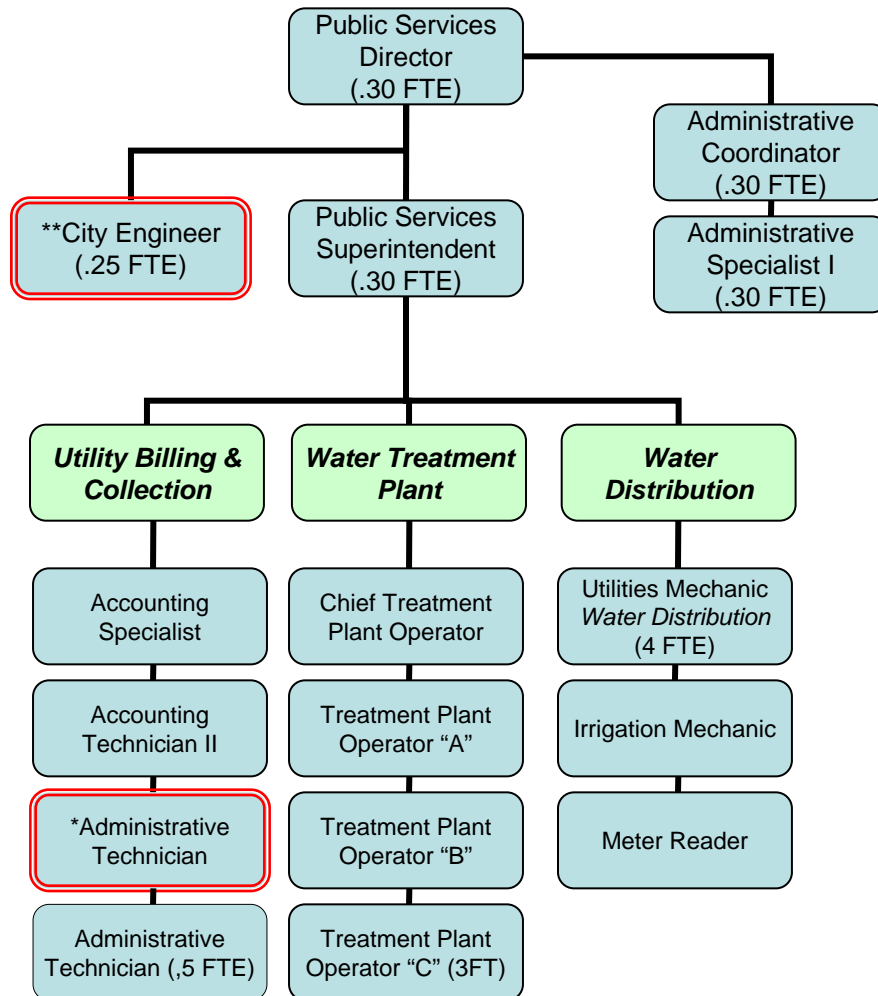 Public Services
Director
(.30 FTE)
Administrative
Coordinator
(.30 FTE)
**City Engineer
(.25 FTE)
Public Services
Superintendent
(.30 FTE)
Administrative
Specialist I
(.30 FTE)
Utility Billing &
Collection
Accounting
Specialist
Accounting
Technician II
*Administrative
Technician
Administrative
Technician (,5 FTE)
Water Treatment
Plant
Chief Treatment
Plant Operator
Treatment Plant
Operator “A”
Treatment Plant
Operator “B”
Treatment Plant
Operator “C” (3FT)
Water
Distribution
Utilities Mechanic
Water Distribution
(4 FTE)
Irrigation Mechanic
Meter Reader